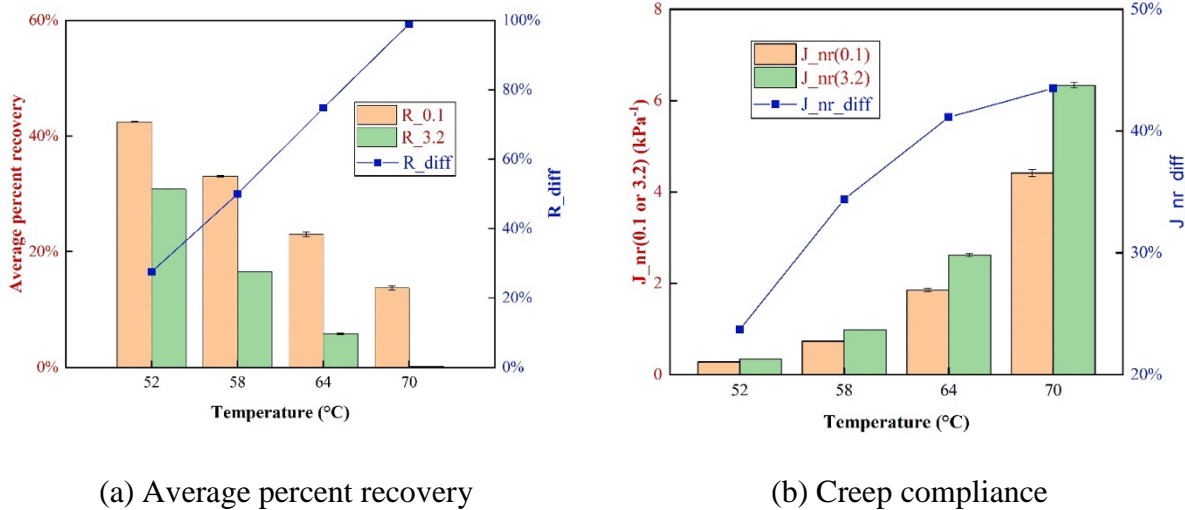 60%
40%
20%
0%
Average percent recovery
R_0.1
R_3.2
R_diff
100%
80%
60%
40%
20%
0%
R_diff
52 58 64 70
Temperature (°C)
(a) Average percent recovery
8
6
4
2
0
J_nr(0.1 or 3.2) (kPa⁻¹)
J_nr(0.1)
J_nr(3.2)
J_nr_diff
50%
40%
30%
20%
J_nr_diff
52 58 64 70
Temperature (°C)
(b) Creep compliance